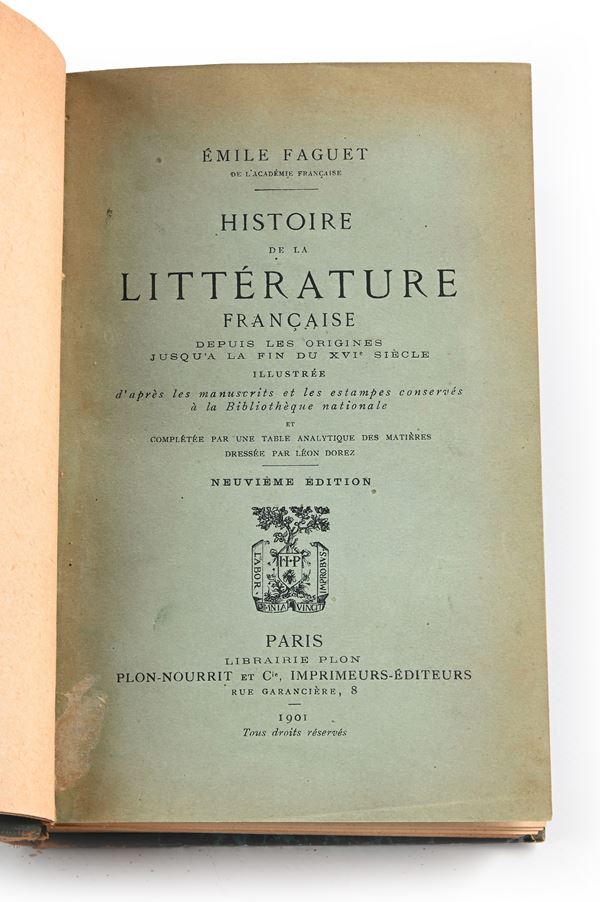 ÉMILE FAGUET
DE L'ACADÉMIE FRANÇAISE
HISTOIRE
DE LA
LITTÉRATURE
FRANÇAISE
DEPUIS LES ORIGINES
JUSQU'A LA FIN DU XVIe SIÈCLE
ILLUSTRÉE
d'après les manuscrits et les estampes conservés
à la Bibliothèque nationale
ET
COMPLÉTÉE PAR UNE TABLE ANALYTIQUE DES MATIÈRES
DRESSÉE PAR LÉON DOREZ
NEUVIÈME ÉDITION
H·P
LABOR
OMNIA VINCIT
IMPROBVS
PARIS
LIBRAIRIE PLON
PLON-NOURRIT ET Cie, IMPRIMEURS-ÉDITEURS
RUE GARANCIÈRE, 8
1901
Tous droits réservés